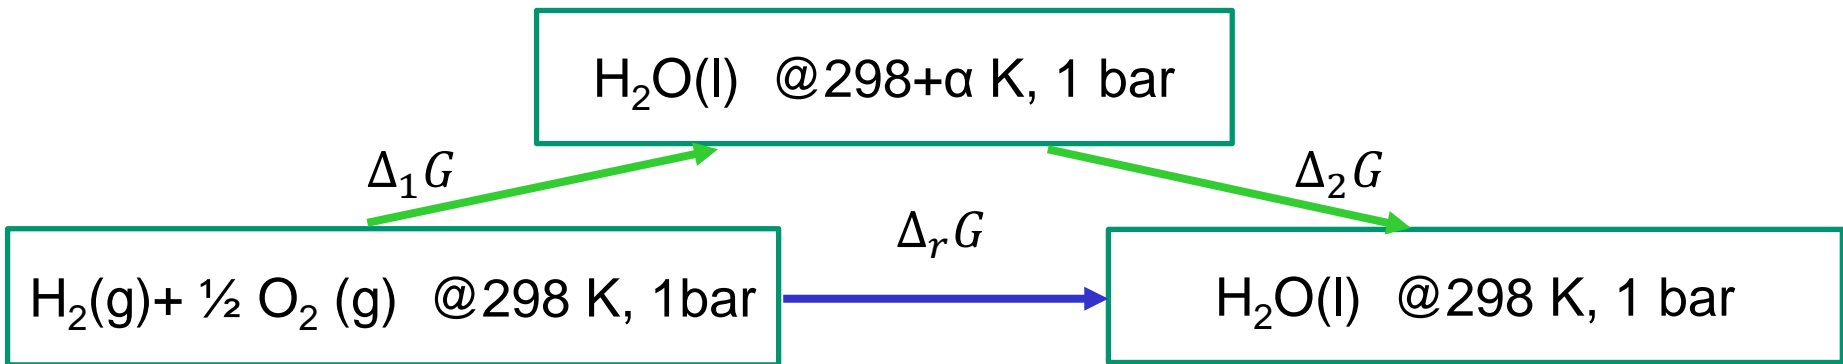 H₂O(l) @298+α K, 1 bar
Δ₁G
Δ₂G
ΔᵣG
H₂(g)+ ½ O₂ (g) @298 K, 1bar
H₂O(l) @298 K, 1 bar